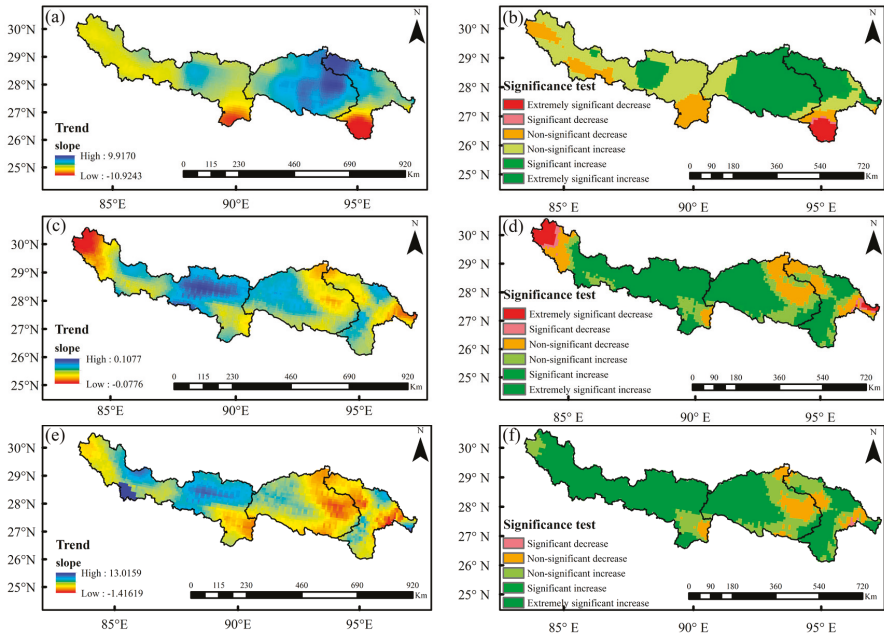 (a)
N
30°N
29°N
28° N
27° N
26°N
25°N
Trend
slope
High : 9.9170
Low : -10.9243
0 115 230 460 690 920
Km
85°E 90°E 95°E
(b)
N
30°N
29°N
28° N
27° N
26°N
25°N
Significance test
Extremely significant decrease
Significant decrease
Non-significant decrease
Non-significant increase
Significant increase
Extremely significant increase
0 90 180 360 540 720
Km
85° E 90° E 95° E
(c)
N
30°N
29°N
28° N
27° N
26°N
25°N
Trend
slope
High : 0.1077
Low : -0.0776
0 115 230 460 690 920
Km
85°E 90°E 95°E
(d)
N
30°N
29°N
28° N
27° N
26°N
25°N
Significance test
Extremely significant decrease
Significant decrease
Non-significant decrease
Non-significant increase
Significant increase
Extremely significant increase
0 90 180 360 540 720
Km
85° E 90° E 95° E
(e)
N
30°N
29°N
28° N
27° N
26°N
25°N
Trend
slope
High : 13.0159
Low : -1.41619
0 115 230 460 690 920
Km
85°E 90°E 95°E
(f)
N
30°N
29°N
28° N
27° N
26°N
25°N
Significance test
Significant decrease
Non-significant decrease
Non-significant increase
Significant increase
Extremely significant increase
0 90 180 360 540 720
Km
85° E 90° E 95° E